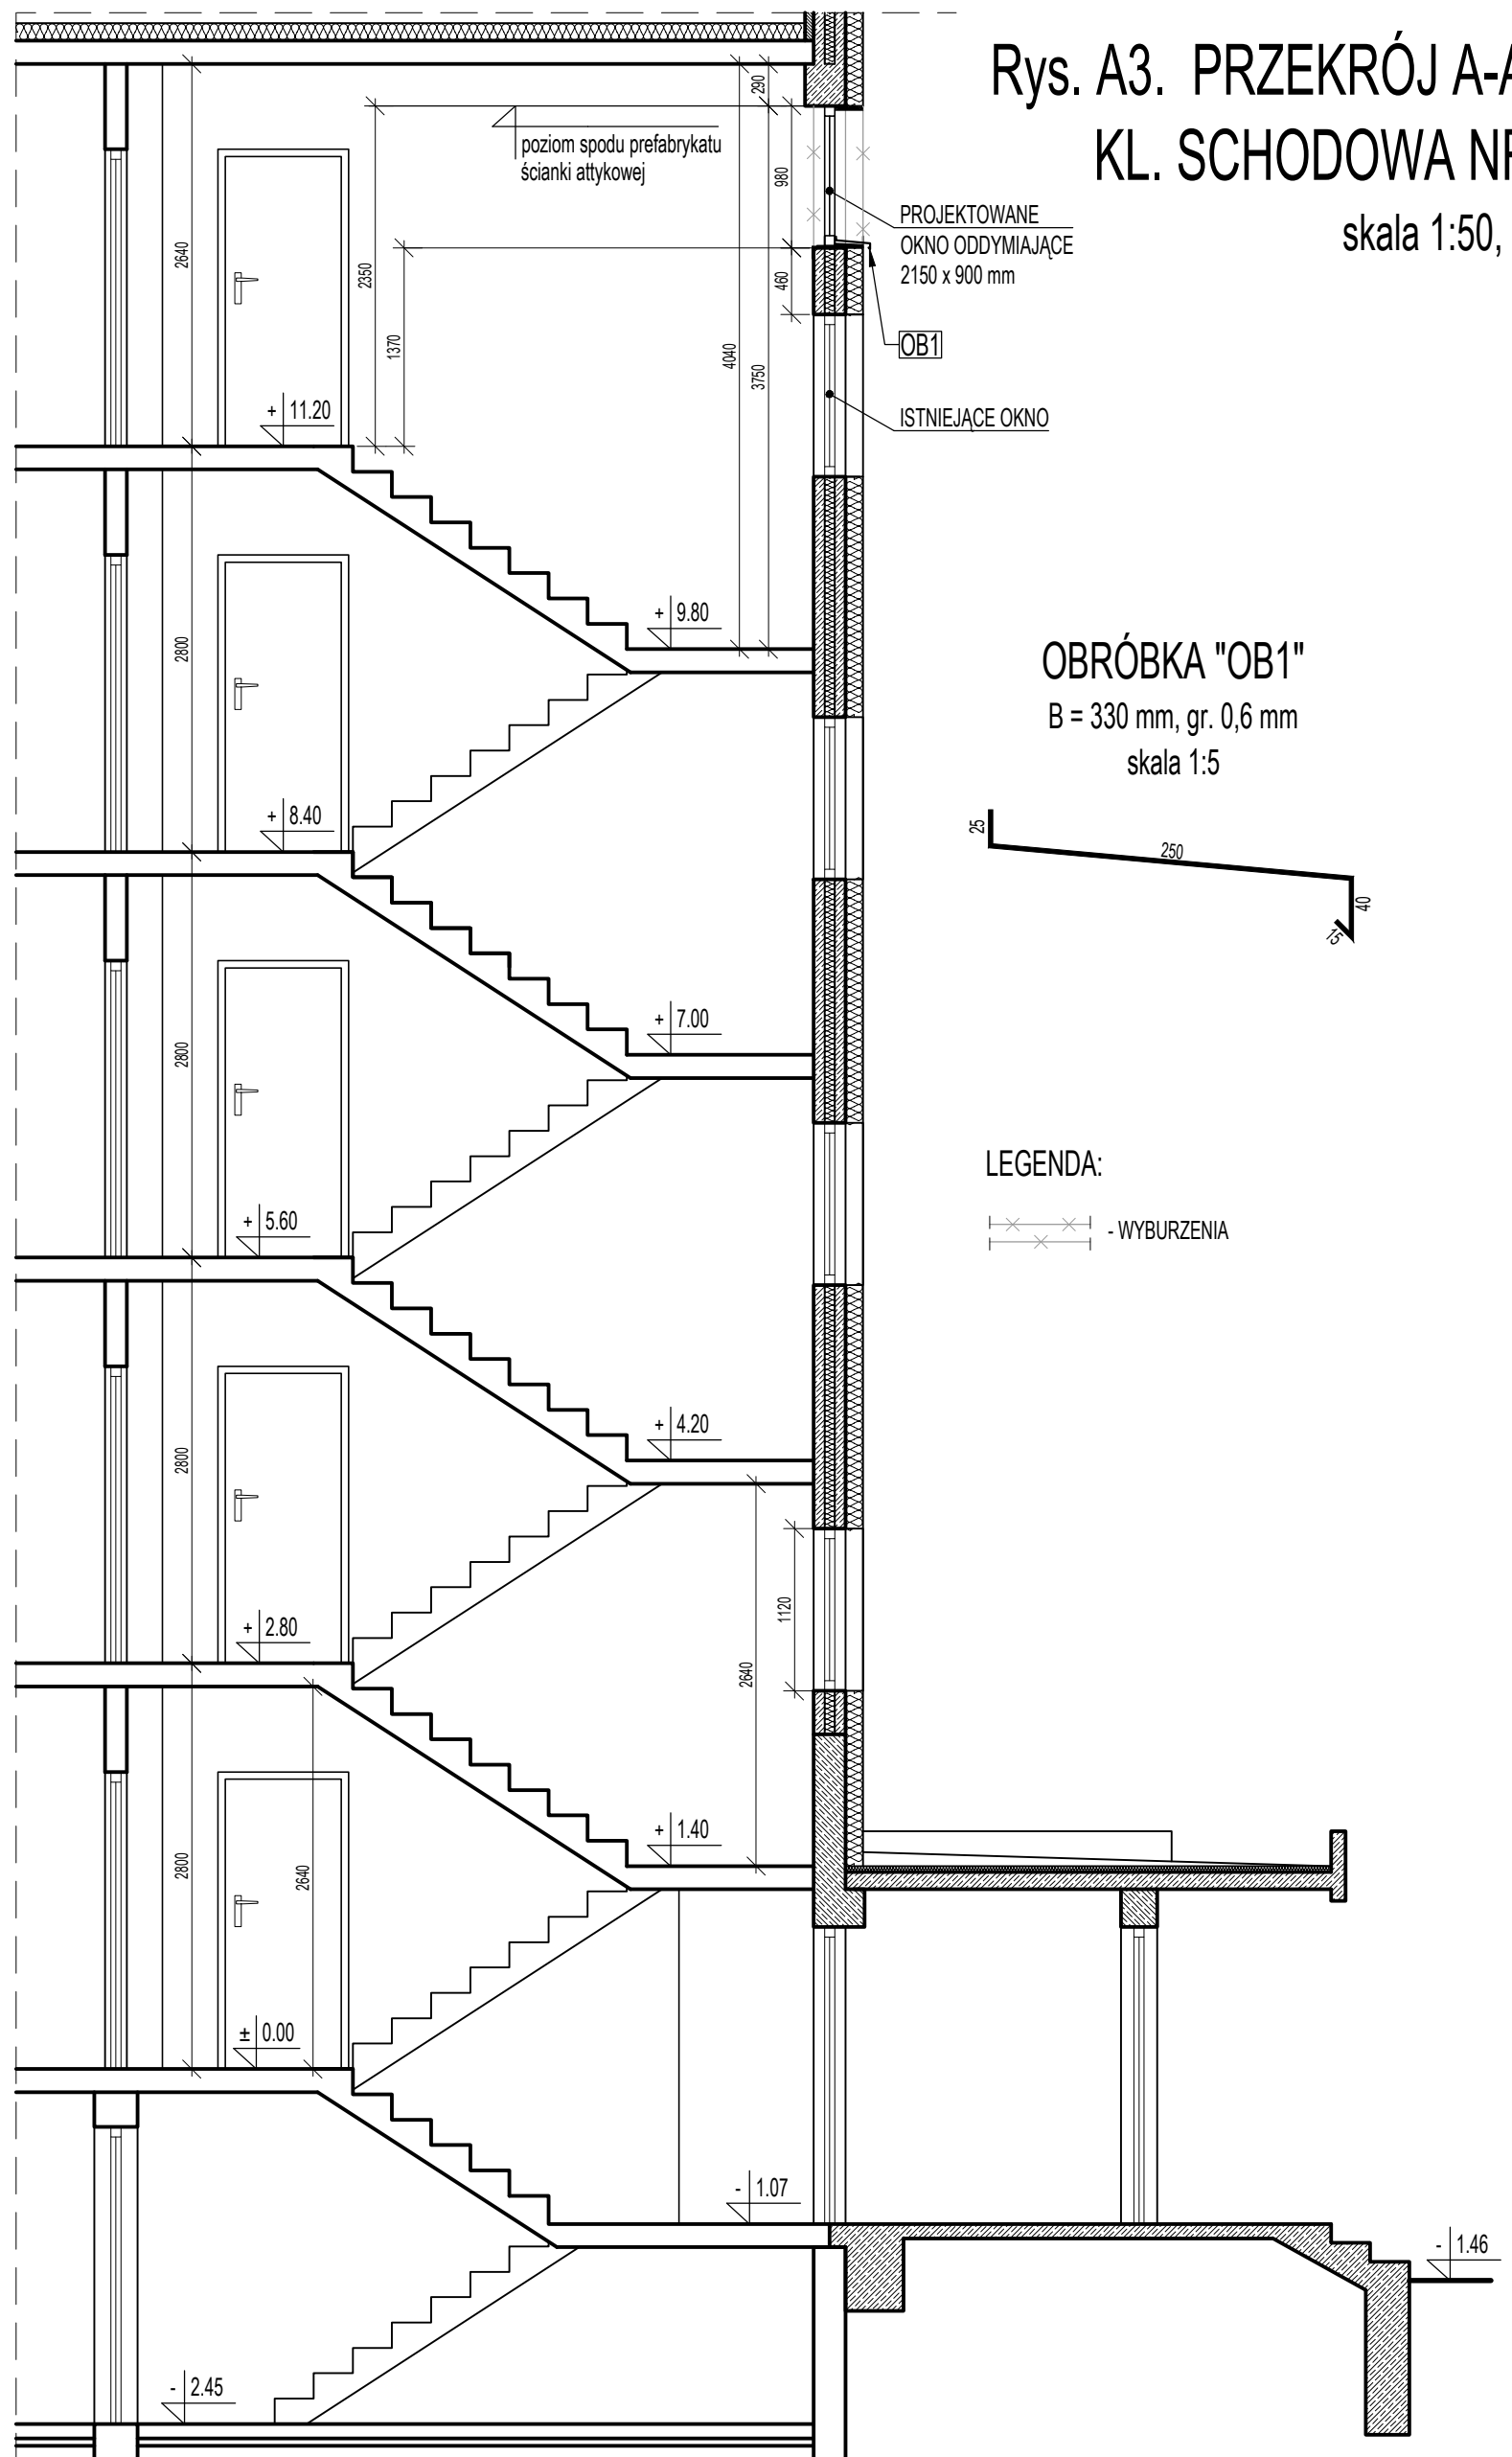 Rys. A3. PRZEKRÓJ A-A
KL. SCHODOWA NR
skala 1:50,
290
poziom spodu prefabrykatu
ścianki attykowej
980
PROJEKTOWANE
OKNO ODDYMIAJĄCE
2150 x 900 mm
2640
2350
460
1370
4040
3750
OB1
+ 11.20
ISTNIEJĄCE OKNO
+ 9.80
2800
OBRÓBKA "OB1"
B = 330 mm, gr. 0,6 mm
skala 1:5
+ 8.40
25
250
40
15
+ 7.00
2800
LEGENDA:
- WYBURZENIA
+ 5.60
+ 4.20
2800
1120
+ 2.80
2640
+ 1.40
2800
2640
± 0.00
- 1.07
- 1.46
- 2.45